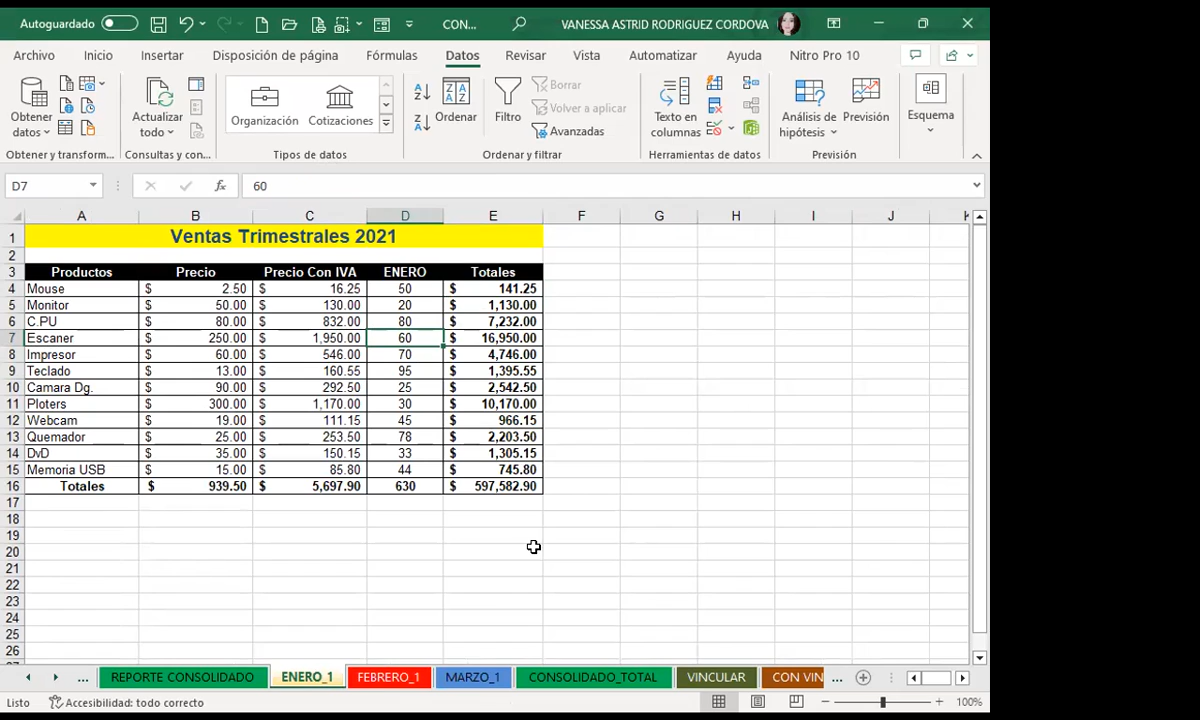 Autoguardado CON... VANESSA ASTRID RODRIGUEZ CORDOVA
Archivo Inicio Insertar Disposición de página Fórmulas Datos Revisar Vista Automatizar Ayuda Nitro Pro 10
Obtener datos Actualizar todo Organización Cotizaciones Ordenar Filtro Borrar Volver a aplicar Avanzadas Texto en columnas Análisis de hipótesis Previsión Esquema
Obtener y transform... Consultas y con... Tipos de datos Ordenar y filtrar Herramientas de datos Previsión
D7 fx 60
A B C D E F G H I J K
1 Ventas Trimestrales 2021
2
3 Productos Precio Precio Con IVA ENERO Totales
4 Mouse $ 2.50 $ 16.25 50 $ 141.25
5 Monitor $ 50.00 $ 130.00 20 $ 1,130.00
6 C.PU $ 80.00 $ 832.00 80 $ 7,232.00
7 Escaner $ 250.00 $ 1,950.00 60 $ 16,950.00
8 Impresor $ 60.00 $ 546.00 70 $ 4,746.00
9 Teclado $ 13.00 $ 160.55 95 $ 1,395.55
10 Camara Dg. $ 90.00 $ 292.50 25 $ 2,542.50
11 Ploters $ 300.00 $ 1,170.00 30 $ 10,170.00
12 Webcam $ 19.00 $ 111.15 45 $ 966.15
13 Quemador $ 25.00 $ 253.50 78 $ 2,203.50
14 DvD $ 35.00 $ 150.15 33 $ 1,305.15
15 Memoria USB $ 15.00 $ 85.80 44 $ 745.80
16 Totales $ 939.50 $ 5,697.90 630 $ 597,582.90
17
18
19
20
21
22
23
24
25
26
... REPORTE CONSOLIDADO ENERO_1 FEBRERO_1 MARZO_1 CONSOLIDADO_TOTAL VINCULAR CON VIN ...
Listo Accesibilidad: todo correcto 100%